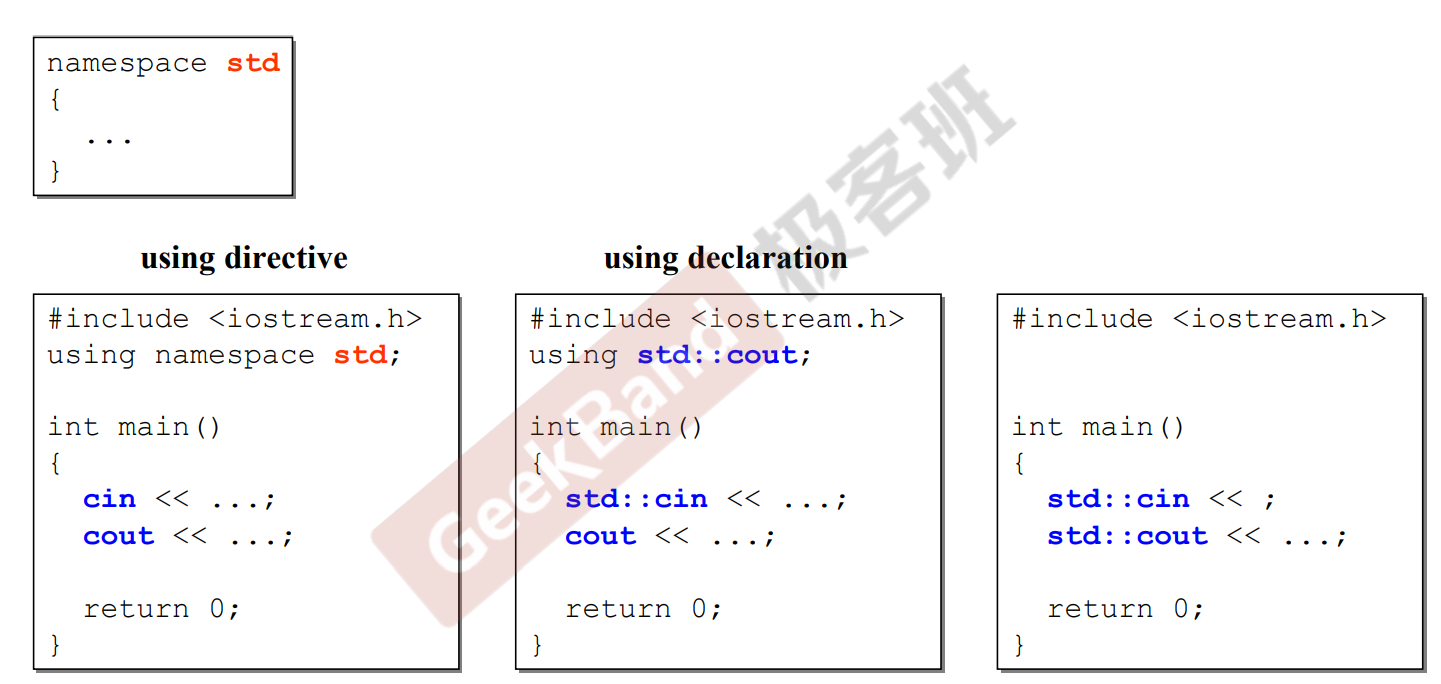 namespace std
{
...
}
using directive
#include <iostream.h>
using namespace std;
int main()
{
cin << ...;
cout << ...;
return 0;
}
using declaration
#include <iostream.h>
using std::cout;
int main()
{
std::cin << ...;
cout << ...;
return 0;
}
#include <iostream.h>
int main()
{
std::cin << ;
std::cout << ...;
return 0;
}
GeekBand 极客班